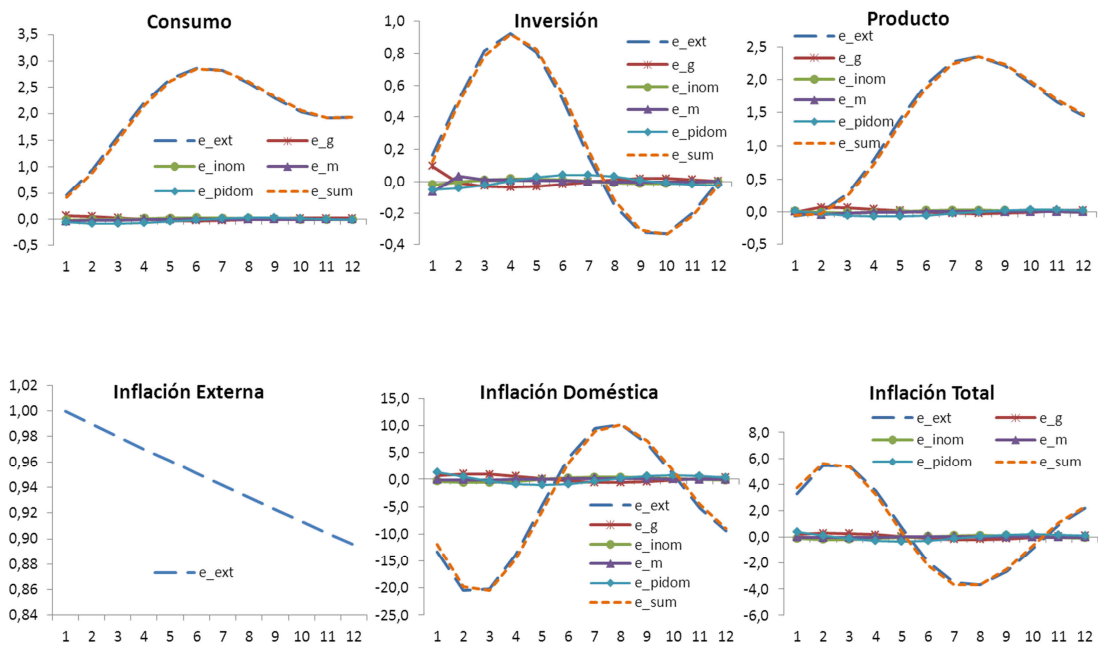 Consumo
3,5
3,0
2,5
2,0
1,5
1,0
0,5
0,0
-0,5
e_ext
e_g
e_inom
e_m
e_pidom
e_sum
1 2 3 4 5 6 7 8 9 10 11 12
Inversión
1,0
0,8
0,6
0,4
0,2
0,0
-0,2
-0,4
e_ext
e_g
e_inom
e_m
e_pidom
e_sum
1 2 3 4 5 6 7 8 9 10 11 12
Producto
2,5
2,0
1,5
1,0
0,5
0,0
-0,5
e_ext
e_g
e_inom
e_m
e_pidom
e_sum
1 2 3 4 5 6 7 8 9 10 11 12
Inflación Externa
1,02
1,00
0,98
0,96
0,94
0,92
0,90
0,88
0,86
0,84
e_ext
1 2 3 4 5 6 7 8 9 10 11 12
Inflación Doméstica
15,0
10,0
5,0
0,0
-5,0
-10,0
-15,0
-20,0
-25,0
e_ext
e_g
e_inom
e_m
e_pidom
e_sum
1 2 3 4 5 6 7 8 9 10 11 12
Inflación Total
8,0
6,0
4,0
2,0
0,0
-2,0
-4,0
-6,0
e_ext
e_g
e_inom
e_m
e_pidom
e_sum
1 2 3 4 5 6 7 8 9 10 11 12